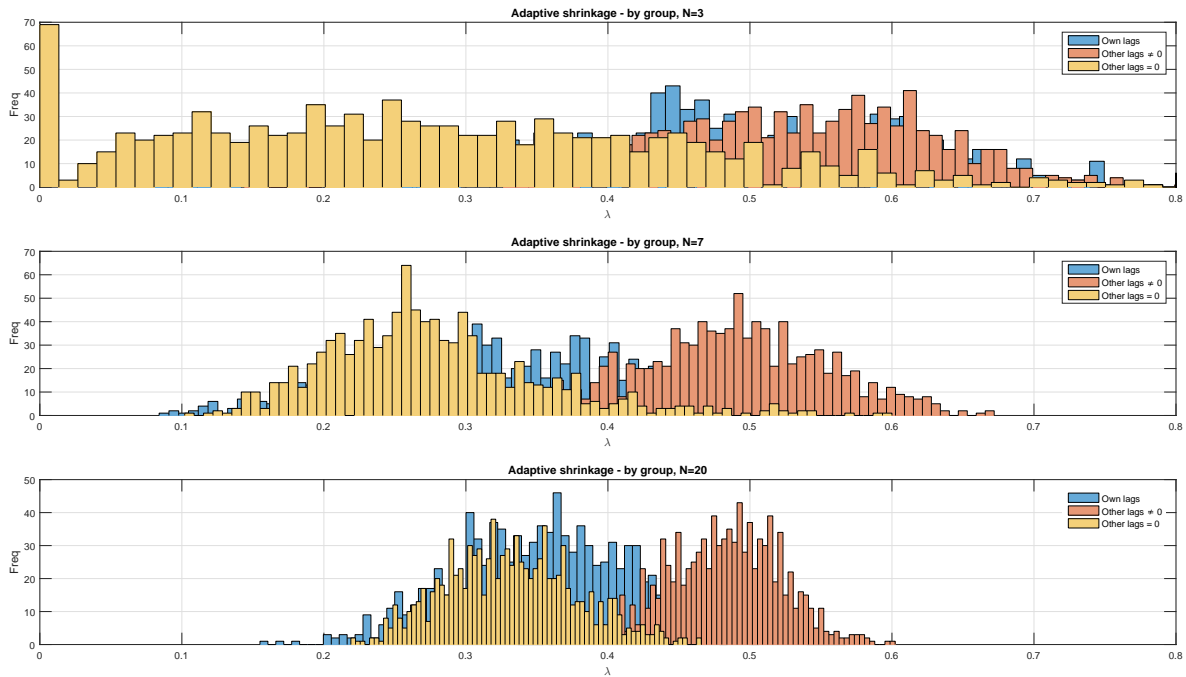 Adaptive shrinkage - by group, N=3
70
60
50
40
30
20
10
0
Freq
Own lags
Other lags ≠ 0
Other lags = 0
0 0.1 0.2 0.3 0.4 0.5 0.6 0.7 0.8
λ
Adaptive shrinkage - by group, N=7
70
60
50
40
30
20
10
0
Freq
Own lags
Other lags ≠ 0
Other lags = 0
0 0.1 0.2 0.3 0.4 0.5 0.6 0.7 0.8
λ
Adaptive shrinkage - by group, N=20
50
40
30
20
10
0
Freq
Own lags
Other lags ≠ 0
Other lags = 0
0 0.1 0.2 0.3 0.4 0.5 0.6 0.7 0.8
λ